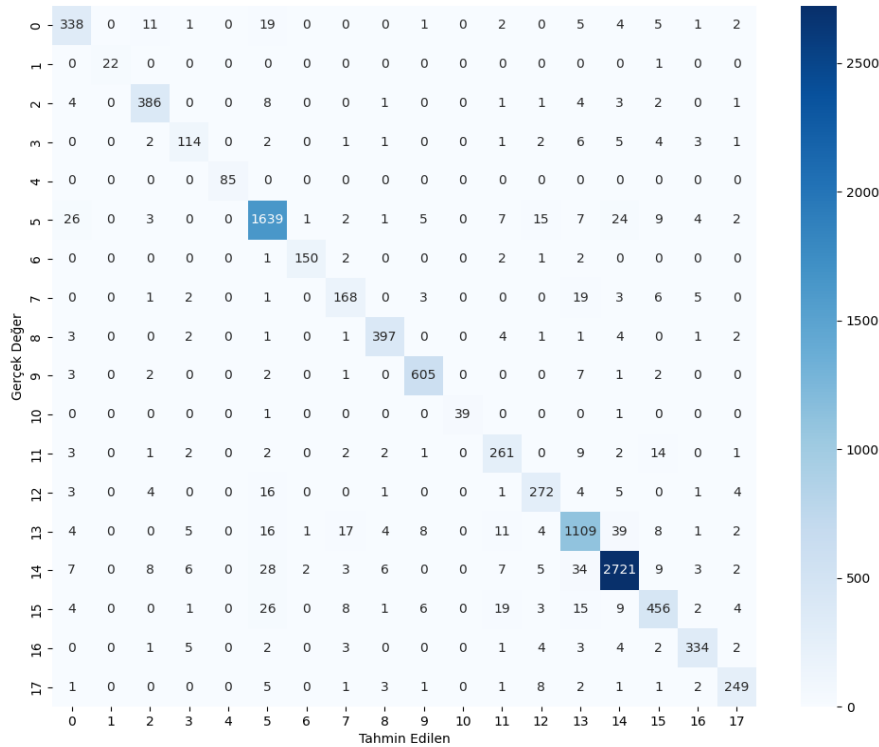 0 338 0 11 1 0 19 0 0 0 1 0 2 0 5 4 5 1 2
1 0 22 0 0 0 0 0 0 0 0 0 0 0 0 0 1 0 0
2 4 0 386 0 0 8 0 0 1 0 0 1 1 4 3 2 0 1
3 0 0 2 114 0 2 0 1 1 0 0 1 2 6 5 4 3 1
4 0 0 0 0 85 0 0 0 0 0 0 0 0 0 0 0 0 0
5 26 0 3 0 0 1639 1 2 1 5 0 7 15 7 24 9 4 2
6 0 0 0 0 0 1 150 2 0 0 0 2 1 2 0 0 0 0
7 0 0 1 2 0 1 0 168 0 3 0 0 0 19 3 6 5 0
8 3 0 0 2 0 1 0 1 397 0 0 4 1 1 4 0 1 2
9 3 0 2 0 0 2 0 1 0 605 0 0 0 7 1 2 0 0
10 0 0 0 0 0 1 0 0 0 0 39 0 0 0 1 0 0 0
11 3 0 1 2 0 2 0 2 2 1 0 261 0 9 2 14 0 1
12 3 0 4 0 0 16 0 0 1 0 0 1 272 4 5 0 1 4
13 4 0 0 5 0 16 1 17 4 8 0 11 4 1109 39 8 1 2
14 7 0 8 6 0 28 2 3 6 0 0 7 5 34 2721 9 3 2
15 4 0 0 1 0 26 0 8 1 6 0 19 3 15 9 456 2 4
16 0 0 1 5 0 2 0 3 0 0 0 1 4 3 4 2 334 2
17 1 0 0 0 0 5 0 1 3 1 0 1 8 2 1 1 2 249
0 1 2 3 4 5 6 7 8 9 10 11 12 13 14 15 16 17
Tahmin Edilen
Gerçek Değer
2500
2000
1500
1000
500
0